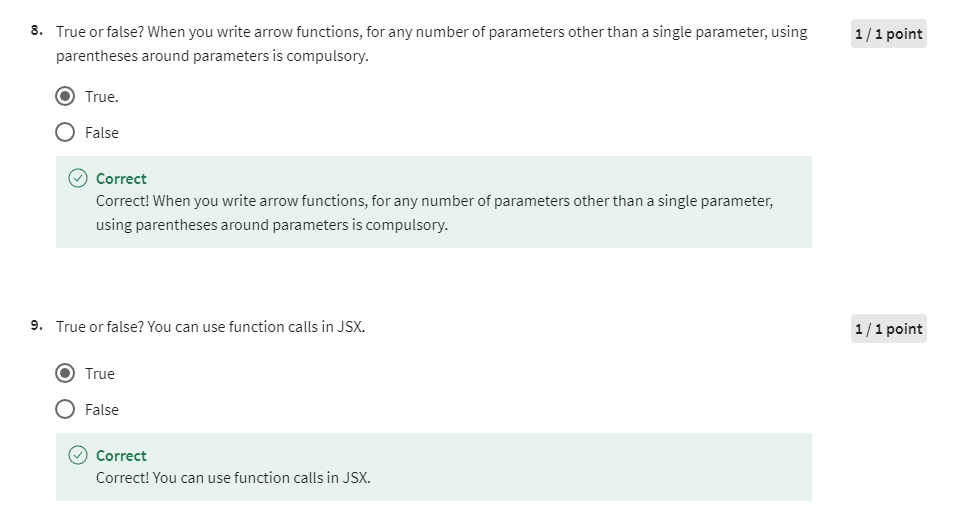 8. True or false? When you write arrow functions, for any number of parameters other than a single parameter, using
parentheses around parameters is compulsory.
1 / 1 point
True.
False
Correct
Correct! When you write arrow functions, for any number of parameters other than a single parameter,
using parentheses around parameters is compulsory.
9. True or false? You can use function calls in JSX.
1 / 1 point
True
False
Correct
Correct! You can use function calls in JSX.